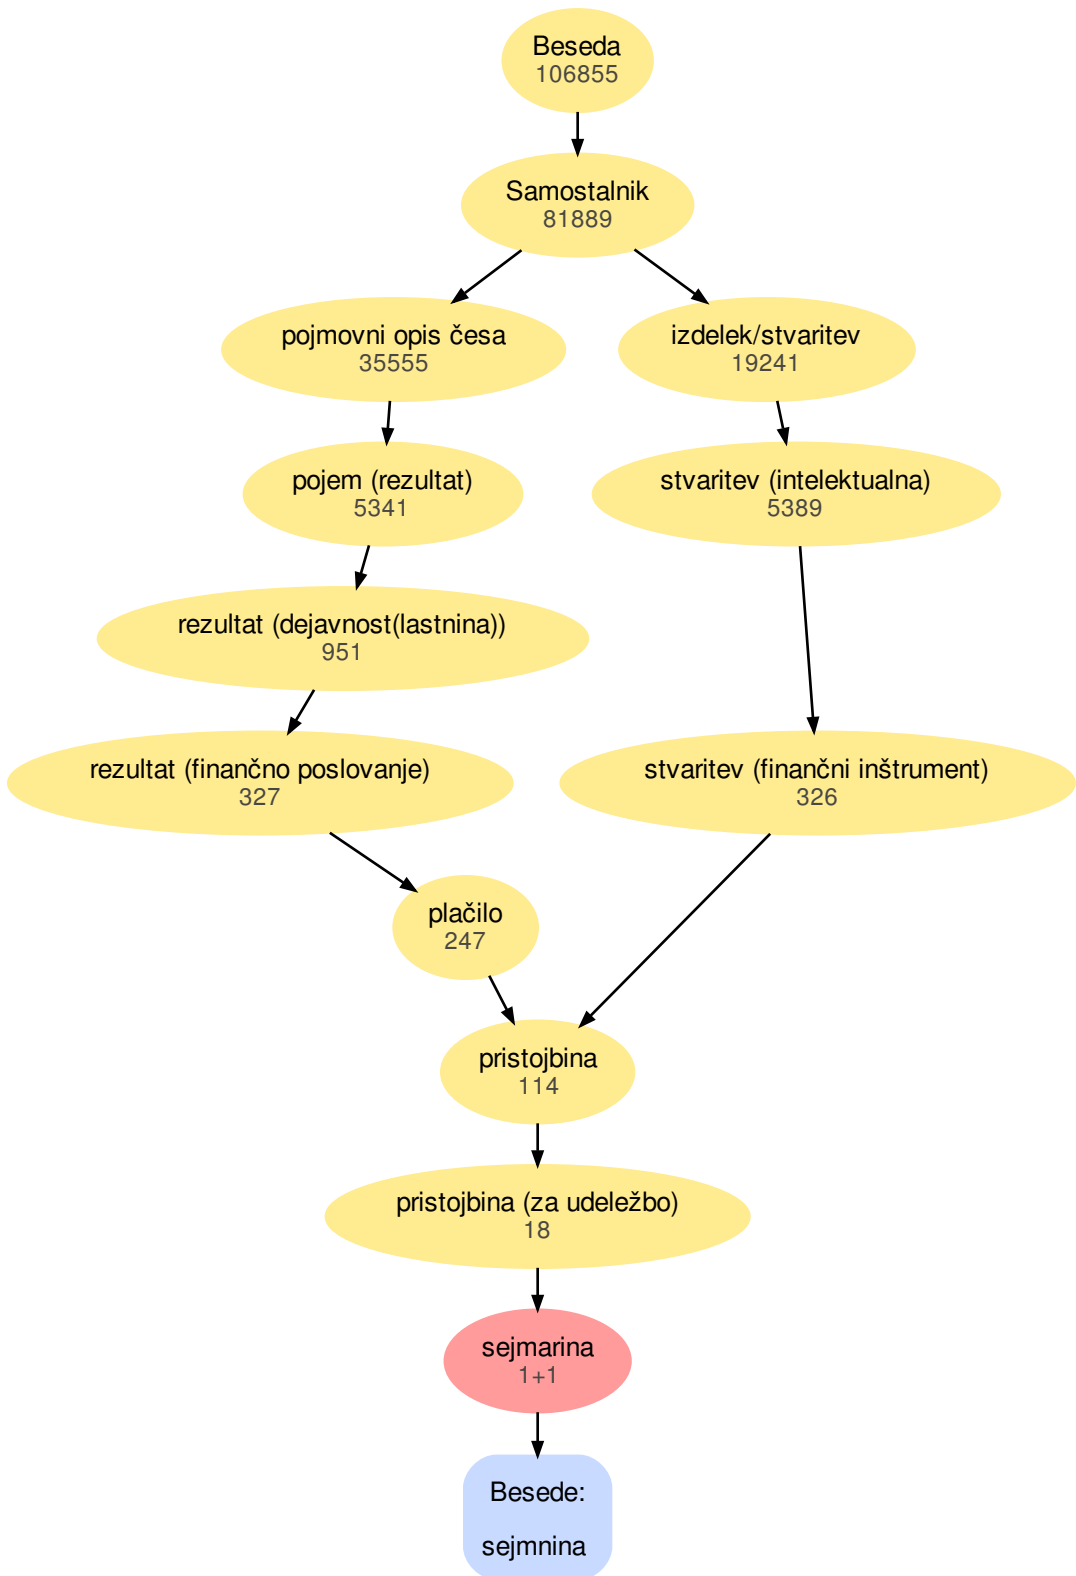 Beseda
106855
Samostalnik
81889
pojmovni opis česa
35555
izdelek/stvaritev
19241
pojem (rezultat)
5341
stvaritev (intelektualna)
5389
rezultat (dejavnost(lastnina))
951
rezultat (finančno poslovanje)
327
stvaritev (finančni inštrument)
326
plačilo
247
pristojbina
114
pristojbina (za udeležbo)
18
sejmarina
1+1
Besede:
sejmnina